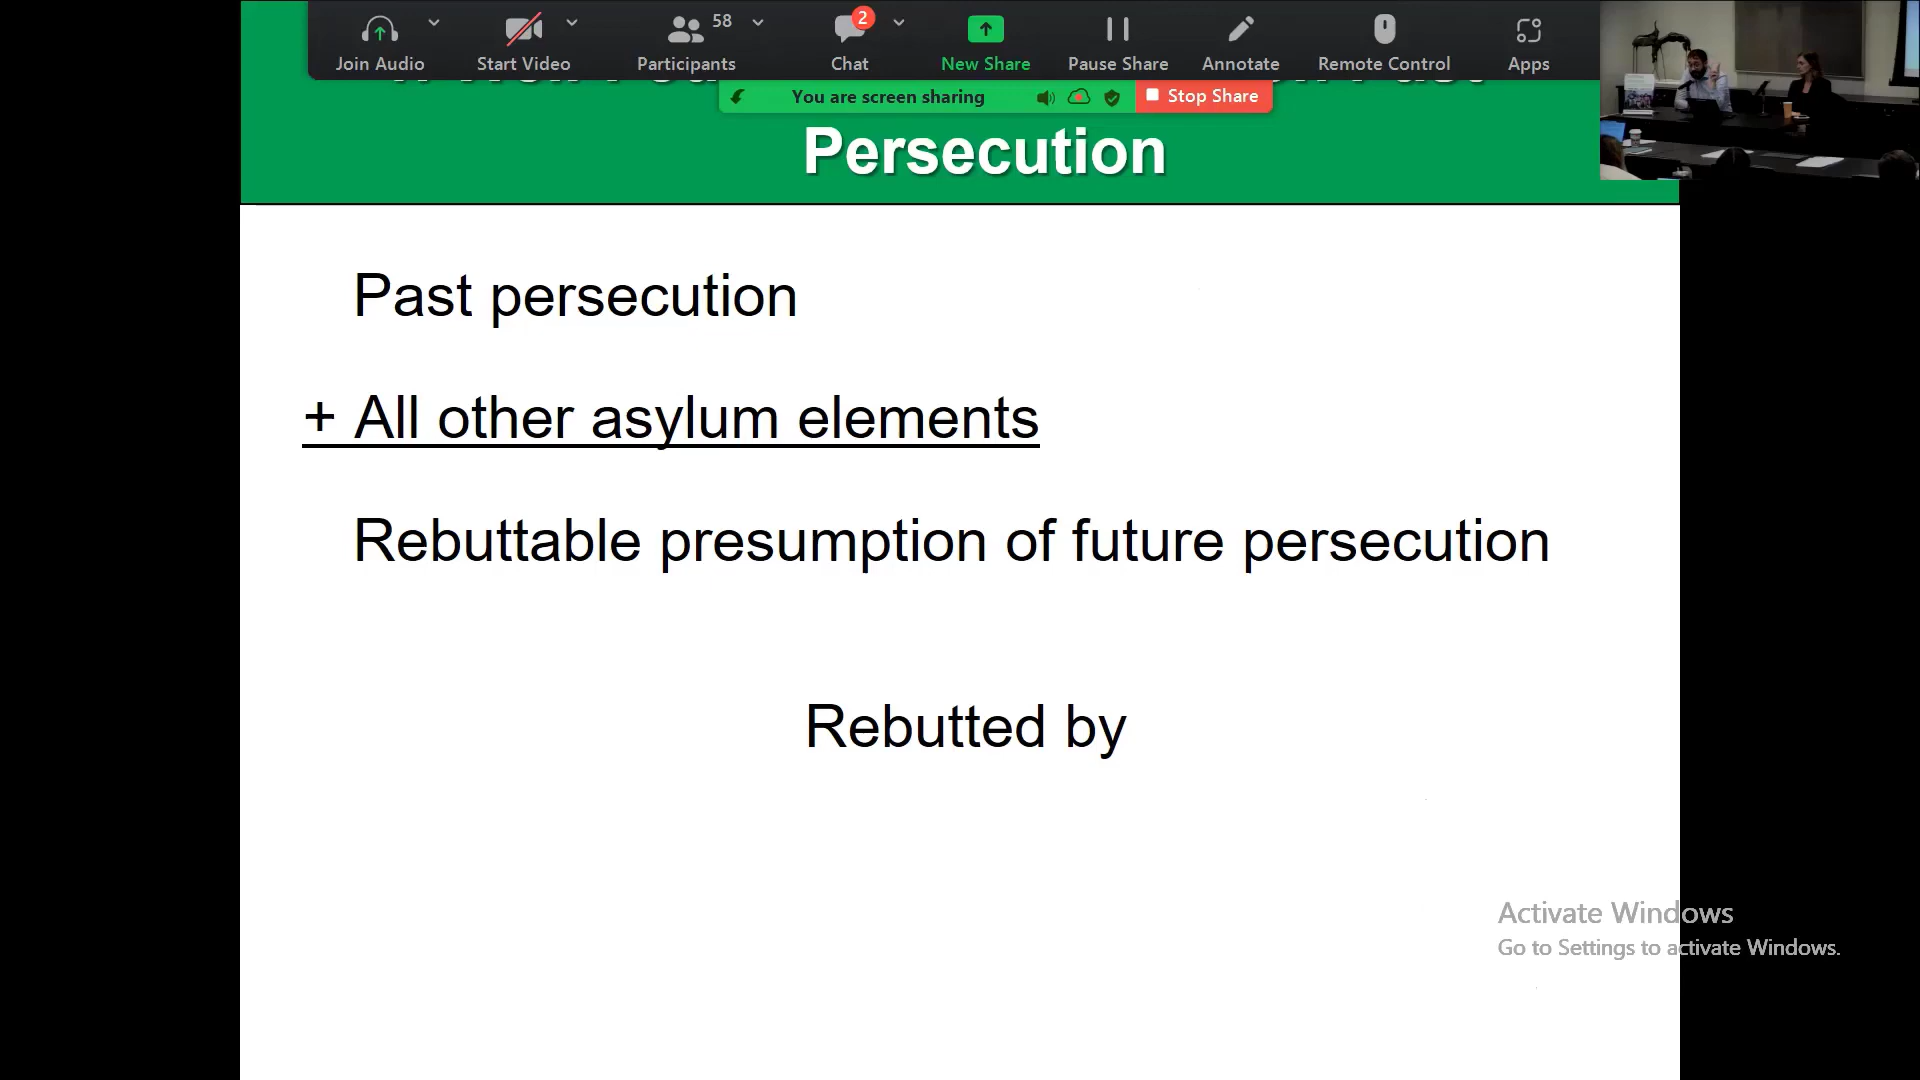 58
2
Join Audio
Start Video
Participants
Chat
New Share
Pause Share
Annotate
Remote Control
Apps
You are screen sharing
Stop Share
Persecution
Past persecution
+ All other asylum elements
Rebuttable presumption of future persecution
Rebutted by
Activate Windows
Go to Settings to activate Windows.